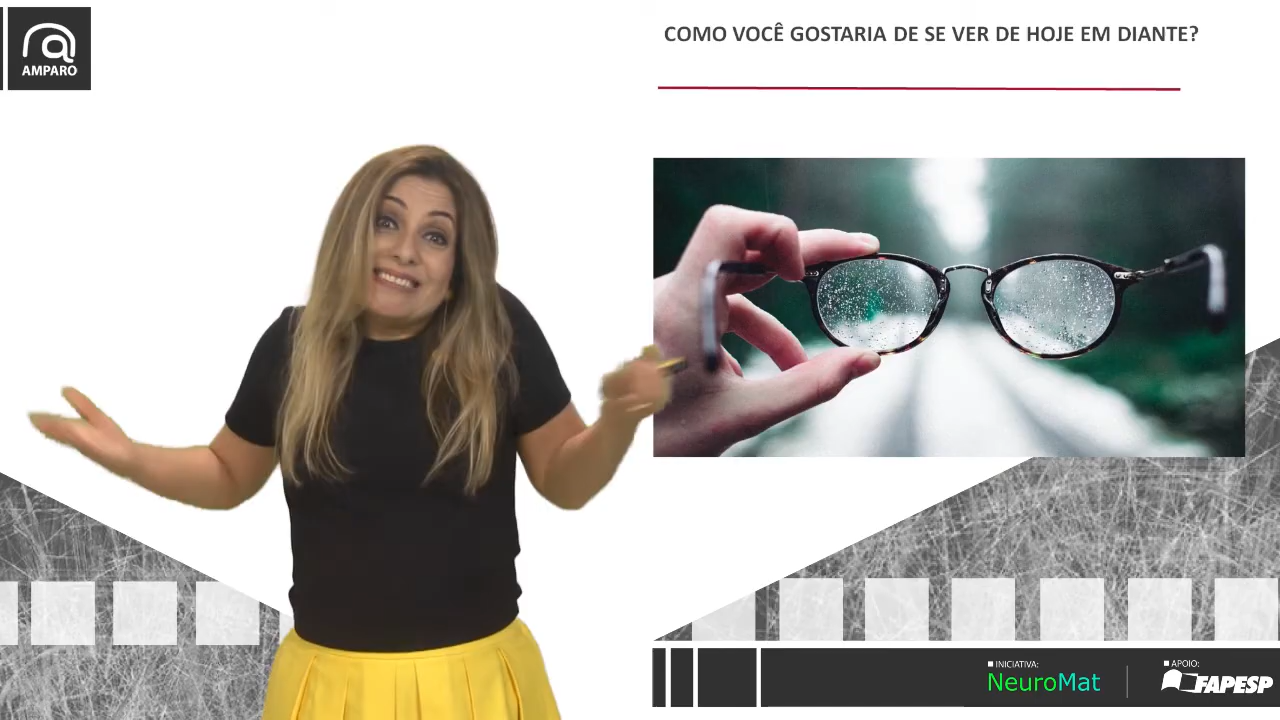 AMPARO
COMO VOCÊ GOSTARIA DE SE VER DE HOJE EM DIANTE?
INICIATIVA:
NeuroMat
APOIO:
FAPESP